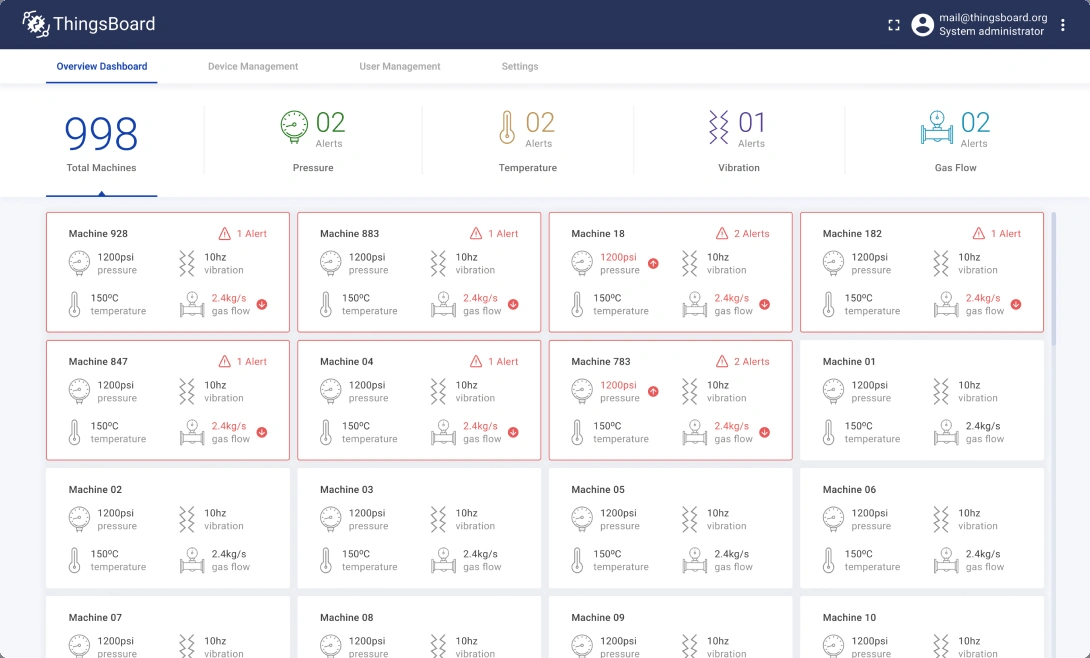 ThingsBoard
mail@thingsboard.org
System administrator
Overview Dashboard
Device Management
User Management
Settings
998
Total Machines
02
Alerts
Pressure
02
Alerts
Temperature
01
Alerts
Vibration
02
Alerts
Gas Flow
Machine 928
1 Alert
1200psi
pressure
10hz
vibration
150ºC
temperature
2.4kg/s
gas flow
Machine 883
1 Alert
1200psi
pressure
10hz
vibration
150ºC
temperature
2.4kg/s
gas flow
Machine 18
2 Alerts
1200psi
pressure
10hz
vibration
150ºC
temperature
2.4kg/s
gas flow
Machine 182
1 Alert
1200psi
pressure
10hz
vibration
150ºC
temperature
2.4kg/s
gas flow
Machine 847
1 Alert
1200psi
pressure
10hz
vibration
150ºC
temperature
2.4kg/s
gas flow
Machine 04
1 Alert
1200psi
pressure
10hz
vibration
150ºC
temperature
2.4kg/s
gas flow
Machine 783
2 Alerts
1200psi
pressure
10hz
vibration
150ºC
temperature
2.4kg/s
gas flow
Machine 01
1200psi
pressure
10hz
vibration
150ºC
temperature
2.4kg/s
gas flow
Machine 02
1200psi
pressure
10hz
vibration
150ºC
temperature
2.4kg/s
gas flow
Machine 03
1200psi
pressure
10hz
vibration
150ºC
temperature
2.4kg/s
gas flow
Machine 05
1200psi
pressure
10hz
vibration
150ºC
temperature
2.4kg/s
gas flow
Machine 06
1200psi
pressure
10hz
vibration
150ºC
temperature
2.4kg/s
gas flow
Machine 07
1200psi
pressure
10hz
vibration
Machine 08
1200psi
pressure
10hz
vibration
Machine 09
1200psi
pressure
10hz
vibration
Machine 10
1200psi
pressure
10hz
vibration